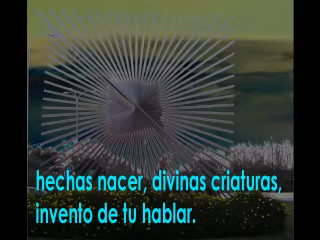 hechas nacer, divinas criaturas,
invento de tu hablar.